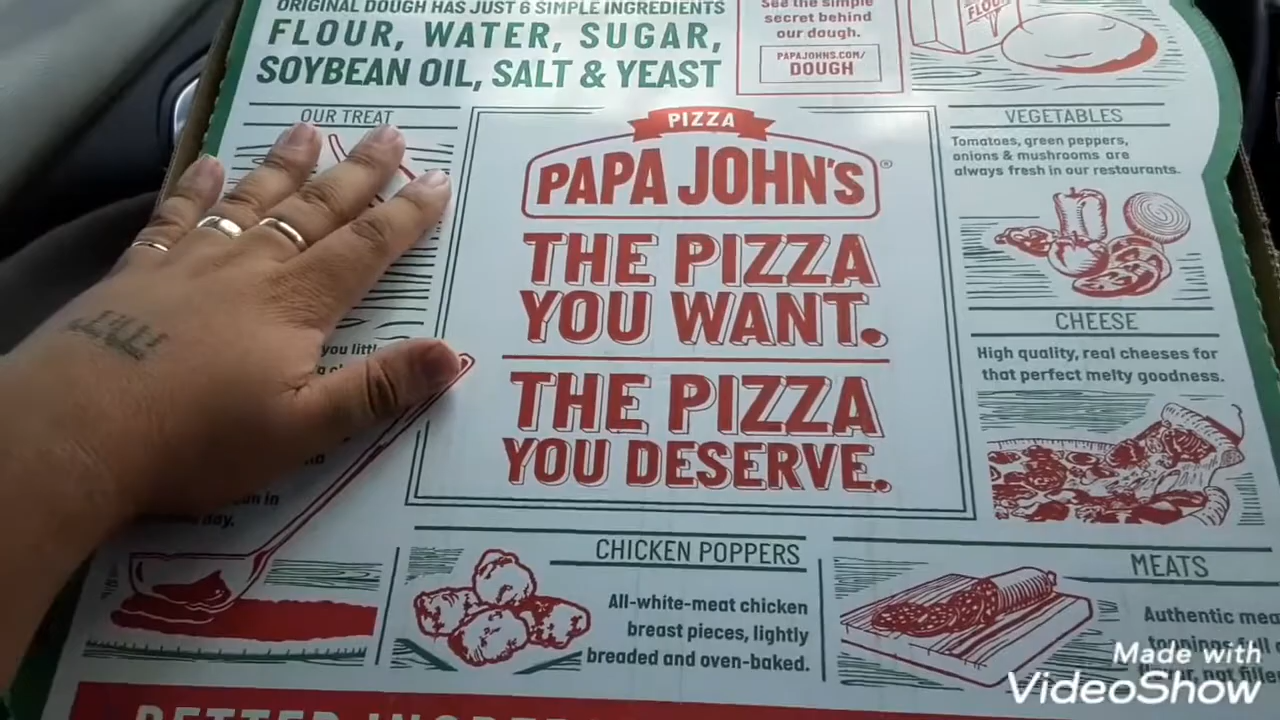 ORIGINAL DOUGH HAS JUST 6 SIMPLE INGREDIENTS
FLOUR, WATER, SUGAR,
SOYBEAN OIL, SALT & YEAST
See the simple
secret behind
our dough.
PAPAJOHNS.COM/
DOUGH
FLOUR
OUR TREAT
you
day.
PIZZA
PAPA JOHN'S®
THE PIZZA
YOU WANT.
THE PIZZA
YOU DESERVE.
VEGETABLES
Tomatoes, green peppers,
onions & mushrooms are
always fresh in our restaurants.
CHEESE
High quality, real cheeses for
that perfect melty goodness.
CHICKEN POPPERS
All-white-meat chicken
breast pieces, lightly
breaded and oven-baked.
MEATS
Authentic
Made with
VideoShow